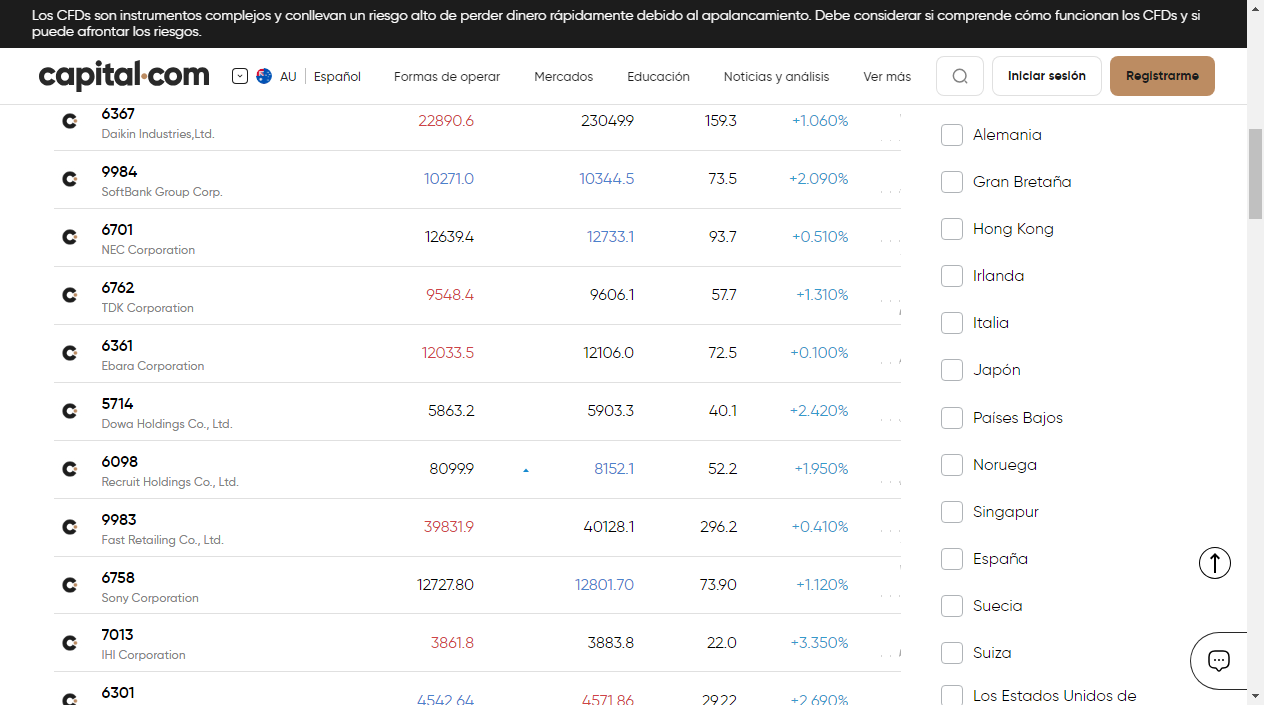 Los CFDs son instrumentos complejos y conllevan un riesgo alto de perder dinero rápidamente debido al apalancamiento. Debe considerar si comprende cómo funcionan los CFDs y si
puede afrontar los riesgos.
capital.com
AU
Español
Formas de operar
Mercados
Educación
Noticias y análisis
Ver más
Iniciar sesión
Registrarme
6367
Daikin Industries,Ltd.
22890.6 23049.9 159.3 +1.060%
9984
SoftBank Group Corp.
10271.0 10344.5 73.5 +2.090%
6701
NEC Corporation
12639.4 12733.1 93.7 +0.510%
6762
TDK Corporation
9548.4 9606.1 57.7 +1.310%
6361
Ebara Corporation
12033.5 12106.0 72.5 +0.100%
5714
Dowa Holdings Co., Ltd.
5863.2 5903.3 40.1 +2.420%
6098
Recruit Holdings Co., Ltd.
8099.9 8152.1 52.2 +1.950%
9983
Fast Retailing Co., Ltd.
39831.9 40128.1 296.2 +0.410%
6758
Sony Corporation
12727.80 12801.70 73.90 +1.120%
7013
IHI Corporation
3861.8 3883.8 22.0 +3.350%
6301
4542.64 4571.86 29.22 +2.690%
Alemania
Gran Bretaña
Hong Kong
Irlanda
Italia
Japón
Países Bajos
Noruega
Singapur
España
Suecia
Suiza
Los Estados Unidos de